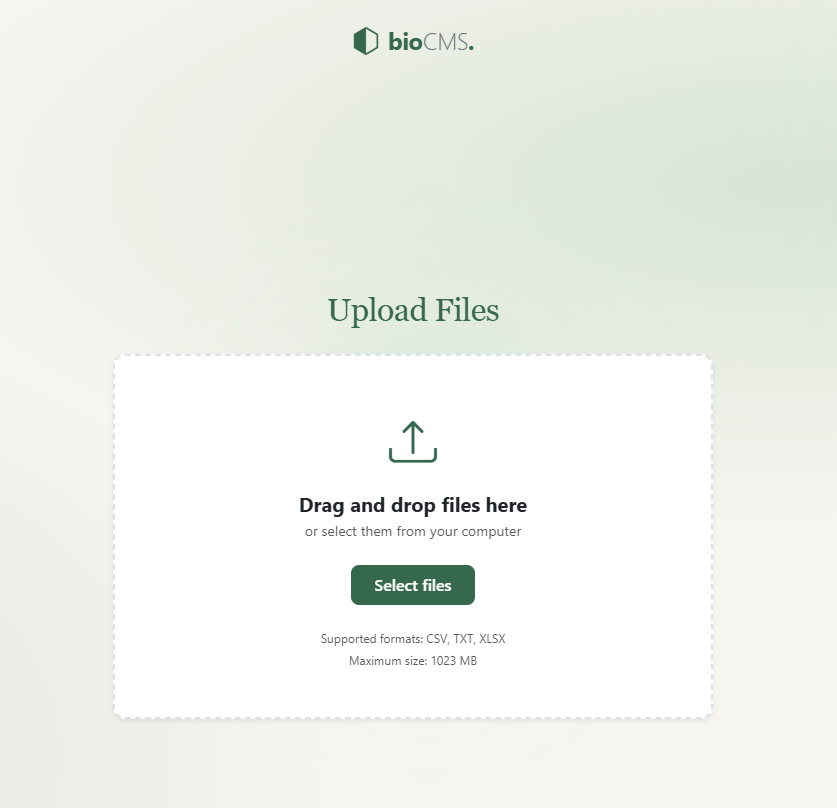 bioCMS.
Upload Files
Drag and drop files here
or select them from your computer
Select files
Supported formats: CSV, TXT, XLSX
Maximum size: 1023 MB